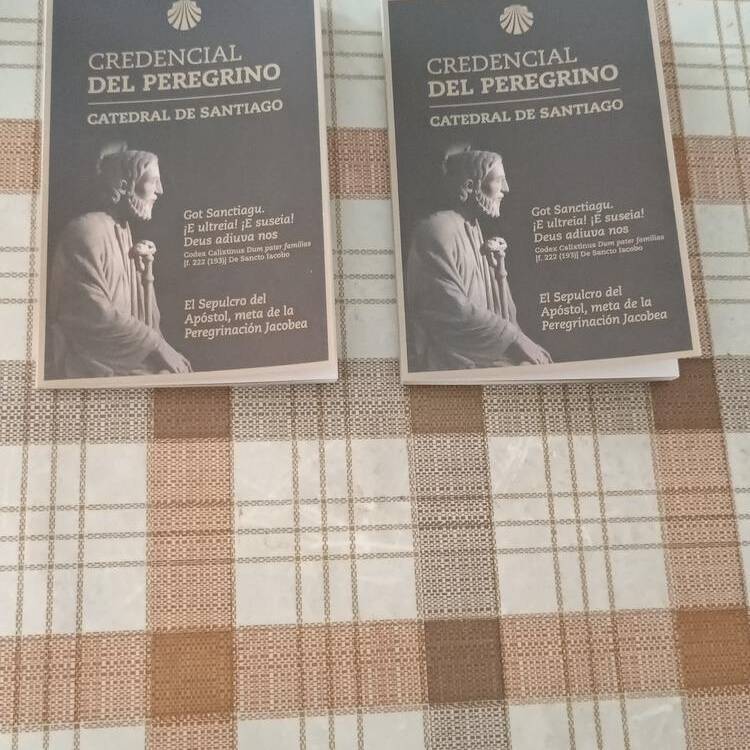 CREDENCIAL
DEL PEREGRINO
CATEDRAL DE SANTIAGO
Got Sanctiagu.
¡E ultreia! ¡E suseia!
Deus adiuva nos
Codex Calixtinus Dum pater familias
[f. 222 (193)] De Sancto Iacobo
El Sepulcro del
Apóstol, meta de la
Peregrinación Jacobea
CREDENCIAL
DEL PEREGRINO
CATEDRAL DE SANTIAGO
Got Sanctiagu.
¡E ultreia! ¡E suseia!
Deus adiuva nos
Codex Calixtinus Dum pater familias
[f. 222 (193)] De Sancto Iacobo
El Sepulcro del
Apóstol, meta de la
Peregrinación Jacobea